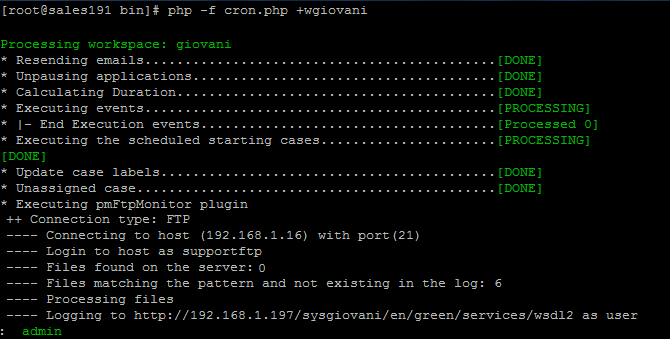 [root@sales191 bin]# php -f cron.php +wgiovani
Processing workspace: giovani
* Resending emails.............................................[DONE]
* Unpausing applications.......................................[DONE]
* Calculating Duration.........................................[DONE]
* Executing events.............................................[PROCESSING]
* |- End Execution events......................................[Processed 0]
* Executing the scheduled starting cases.......................[PROCESSING]
[DONE]
* Update case labels...........................................[DONE]
* Unassigned case..............................................[DONE]
* Executing pmFtpMonitor plugin
++ Connection type: FTP
---- Connecting to host (192.168.1.16) with port(21)
---- Login to host as supportftp
---- Files found on the server: 0
---- Files matching the pattern and not existing in the log: 6
---- Processing files
---- Logging to http://192.168.1.197/sysgiovani/en/green/services/wsdl2 as user
: admin